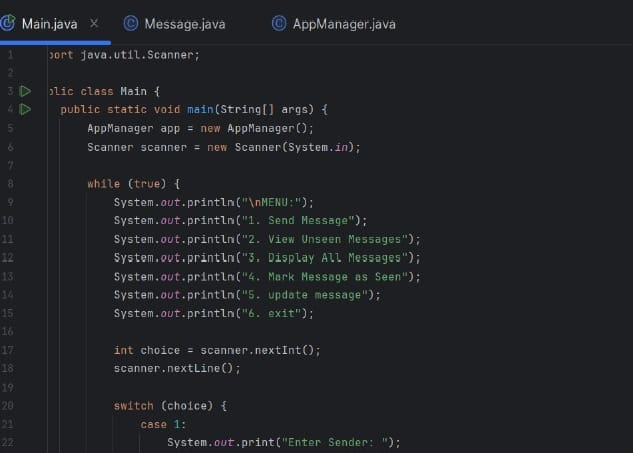 Main.java Message.java AppManager.java
1 port java.util.Scanner;
2
3 blic class Main {
4 public static void main(String[] args) {
5 AppManager app = new AppManager();
6 Scanner scanner = new Scanner(System.in);
7
8 while (true) {
9 System.out.println("\nMENU:");
10 System.out.println("1. Send Message");
11 System.out.println("2. View Unseen Messages");
12 System.out.println("3. Display All Messages");
13 System.out.println("4. Mark Message as Seen");
14 System.out.println("5. update message");
15 System.out.println("6. exit");
16
17 int choice = scanner.nextInt();
18 scanner.nextLine();
19
20 switch (choice) {
21 case 1:
22 System.out.print("Enter Sender: ");